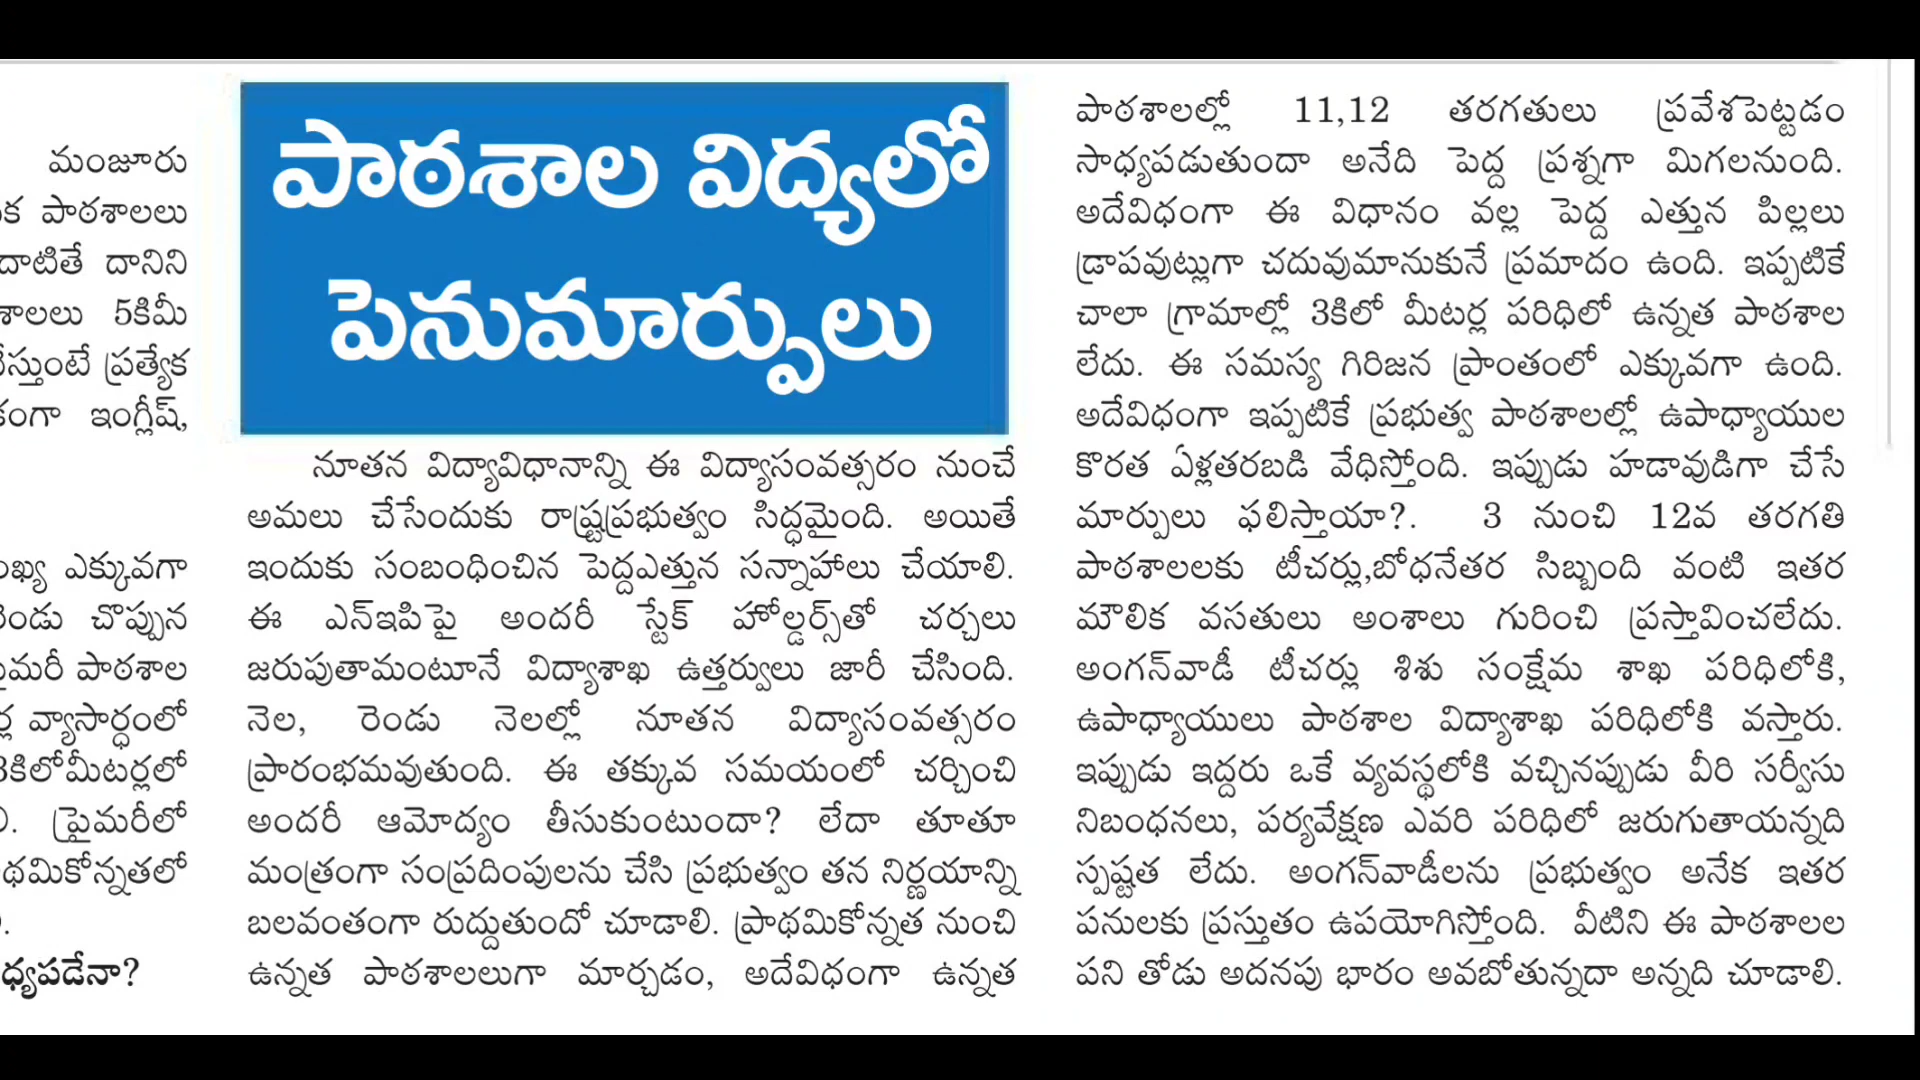 మంజూరు
పాఠశాలలు
దాటితే దానిని
5కిమీ
ప్రత్యేక
ఇంగ్లీష్,
ఎక్కువగా
చొప్పున
పాఠశాల
వ్యాసార్ధంలో
3కిలోమీటర్లలో
ప్రైమరీలో
పాఠశాల విద్యలో
పెనుమార్పులు
నూతన విద్యావిధానాన్ని ఈ విద్యాసంవత్సరం నుంచే
అమలు చేసేందుకు రాష్ట్రప్రభుత్వం సిద్ధమైంది. అయితే
ఇందుకు సంబంధించిన పెద్దఎత్తున సన్నాహాలు చేయాలి.
ఈ ఎన్ఇపిపై అందరీ స్టేక్ హోల్డర్స్‌తో చర్చలు
జరుపుతామంటూనే విద్యాశాఖ ఉత్తర్వులు జారీ చేసింది.
నెల, రెండు నెలల్లో నూతన విద్యాసంవత్సరం
ప్రారంభమవుతుంది. ఈ తక్కువ సమయంలో చర్చించి
అందరీ ఆమోద్యం తీసుకుంటుందా? లేదా తూతూ
మంత్రంగా సంప్రదింపులను చేసి ప్రభుత్వం తన నిర్ణయాన్ని
బలవంతంగా రుద్దుతుందో చూడాలి. ప్రాథమికోన్నత నుంచి
ఉన్నత పాఠశాలలుగా మార్చడం, అదేవిధంగా ఉన్నత
పాఠశాలల్లో 11,12 తరగతులు ప్రవేశపెట్టడం
సాధ్యపడుతుందా అనేది పెద్ద ప్రశ్నగా మిగలనుంది.
అదేవిధంగా ఈ విధానం వల్ల పెద్ద ఎత్తున పిల్లలు
డ్రాపవుట్లుగా చదువుమానుకునే ప్రమాదం ఉంది. ఇప్పటికే
చాలా గ్రామాల్లో 3కిలో మీటర్ల పరిధిలో ఉన్నత పాఠశాల
లేదు. ఈ సమస్య గిరిజన ప్రాంతంలో ఎక్కువగా ఉంది.
అదేవిధంగా ఇప్పటికే ప్రభుత్వ పాఠశాలల్లో ఉపాధ్యాయుల
కొరత ఏళ్లతరబడి వేధిస్తోంది. ఇప్పుడు హడావుడిగా చేసే
మార్పులు ఫలిస్తాయా?. 3 నుంచి 12వ తరగతి
పాఠశాలలకు టీచర్లు,బోధనేతర సిబ్బంది వంటి ఇతర
మౌలిక వసతులు అంశాలు గురించి ప్రస్తావించలేదు.
అంగన్‌వాడీ టీచర్లు శిశు సంక్షేమ శాఖ పరిధిలోకి,
ఉపాధ్యాయులు పాఠశాల విద్యాశాఖ పరిధిలోకి వస్తారు.
ఇప్పుడు ఇద్దరు ఒకే వ్యవస్థలోకి వచ్చినప్పుడు వీరి సర్వీసు
నిబంధనలు, పర్యవేక్షణ ఎవరి పరిధిలో జరుగుతాయన్నది
స్పష్టత లేదు. అంగన్‌వాడీలను ప్రభుత్వం అనేక ఇతర
పనులకు ప్రస్తుతం ఉపయోగిస్తోంది. వీటిని ఈ పాఠశాలల
పని తోడు అదనపు భారం అవబోతున్నదా అన్నది చూడాలి.